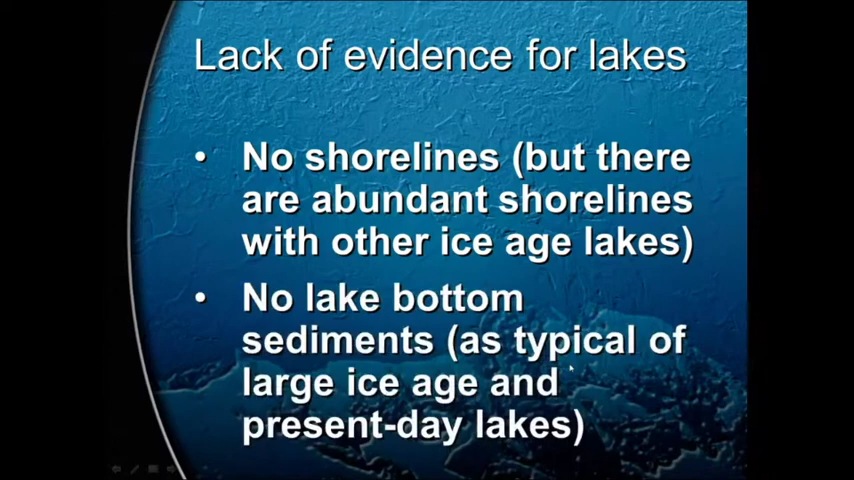 Lack of evidence for lakes
• No shorelines (but there
are abundant shorelines
with other ice age lakes)
• No lake bottom
sediments (as typical of
large ice age and
present-day lakes)